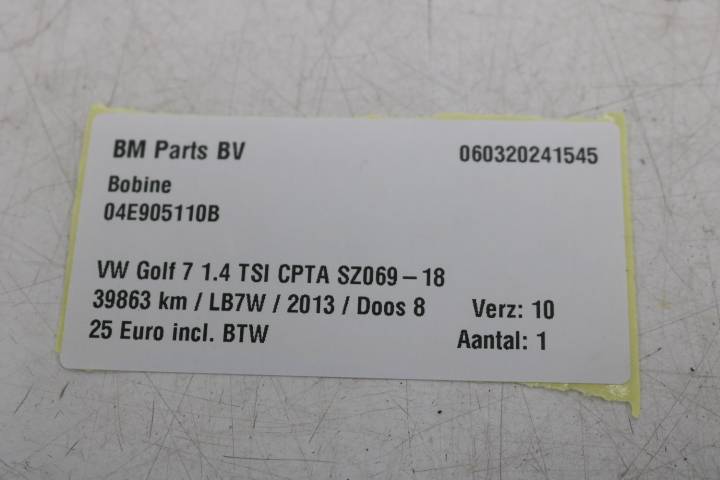 BM Parts BV 060320241545
Bobine
04E905110B
VW Golf 7 1.4 TSI CPTA SZ069-18
39863 km / LB7W / 2013 / Doos 8 Verz: 10
25 Euro incl. BTW Aantal: 1